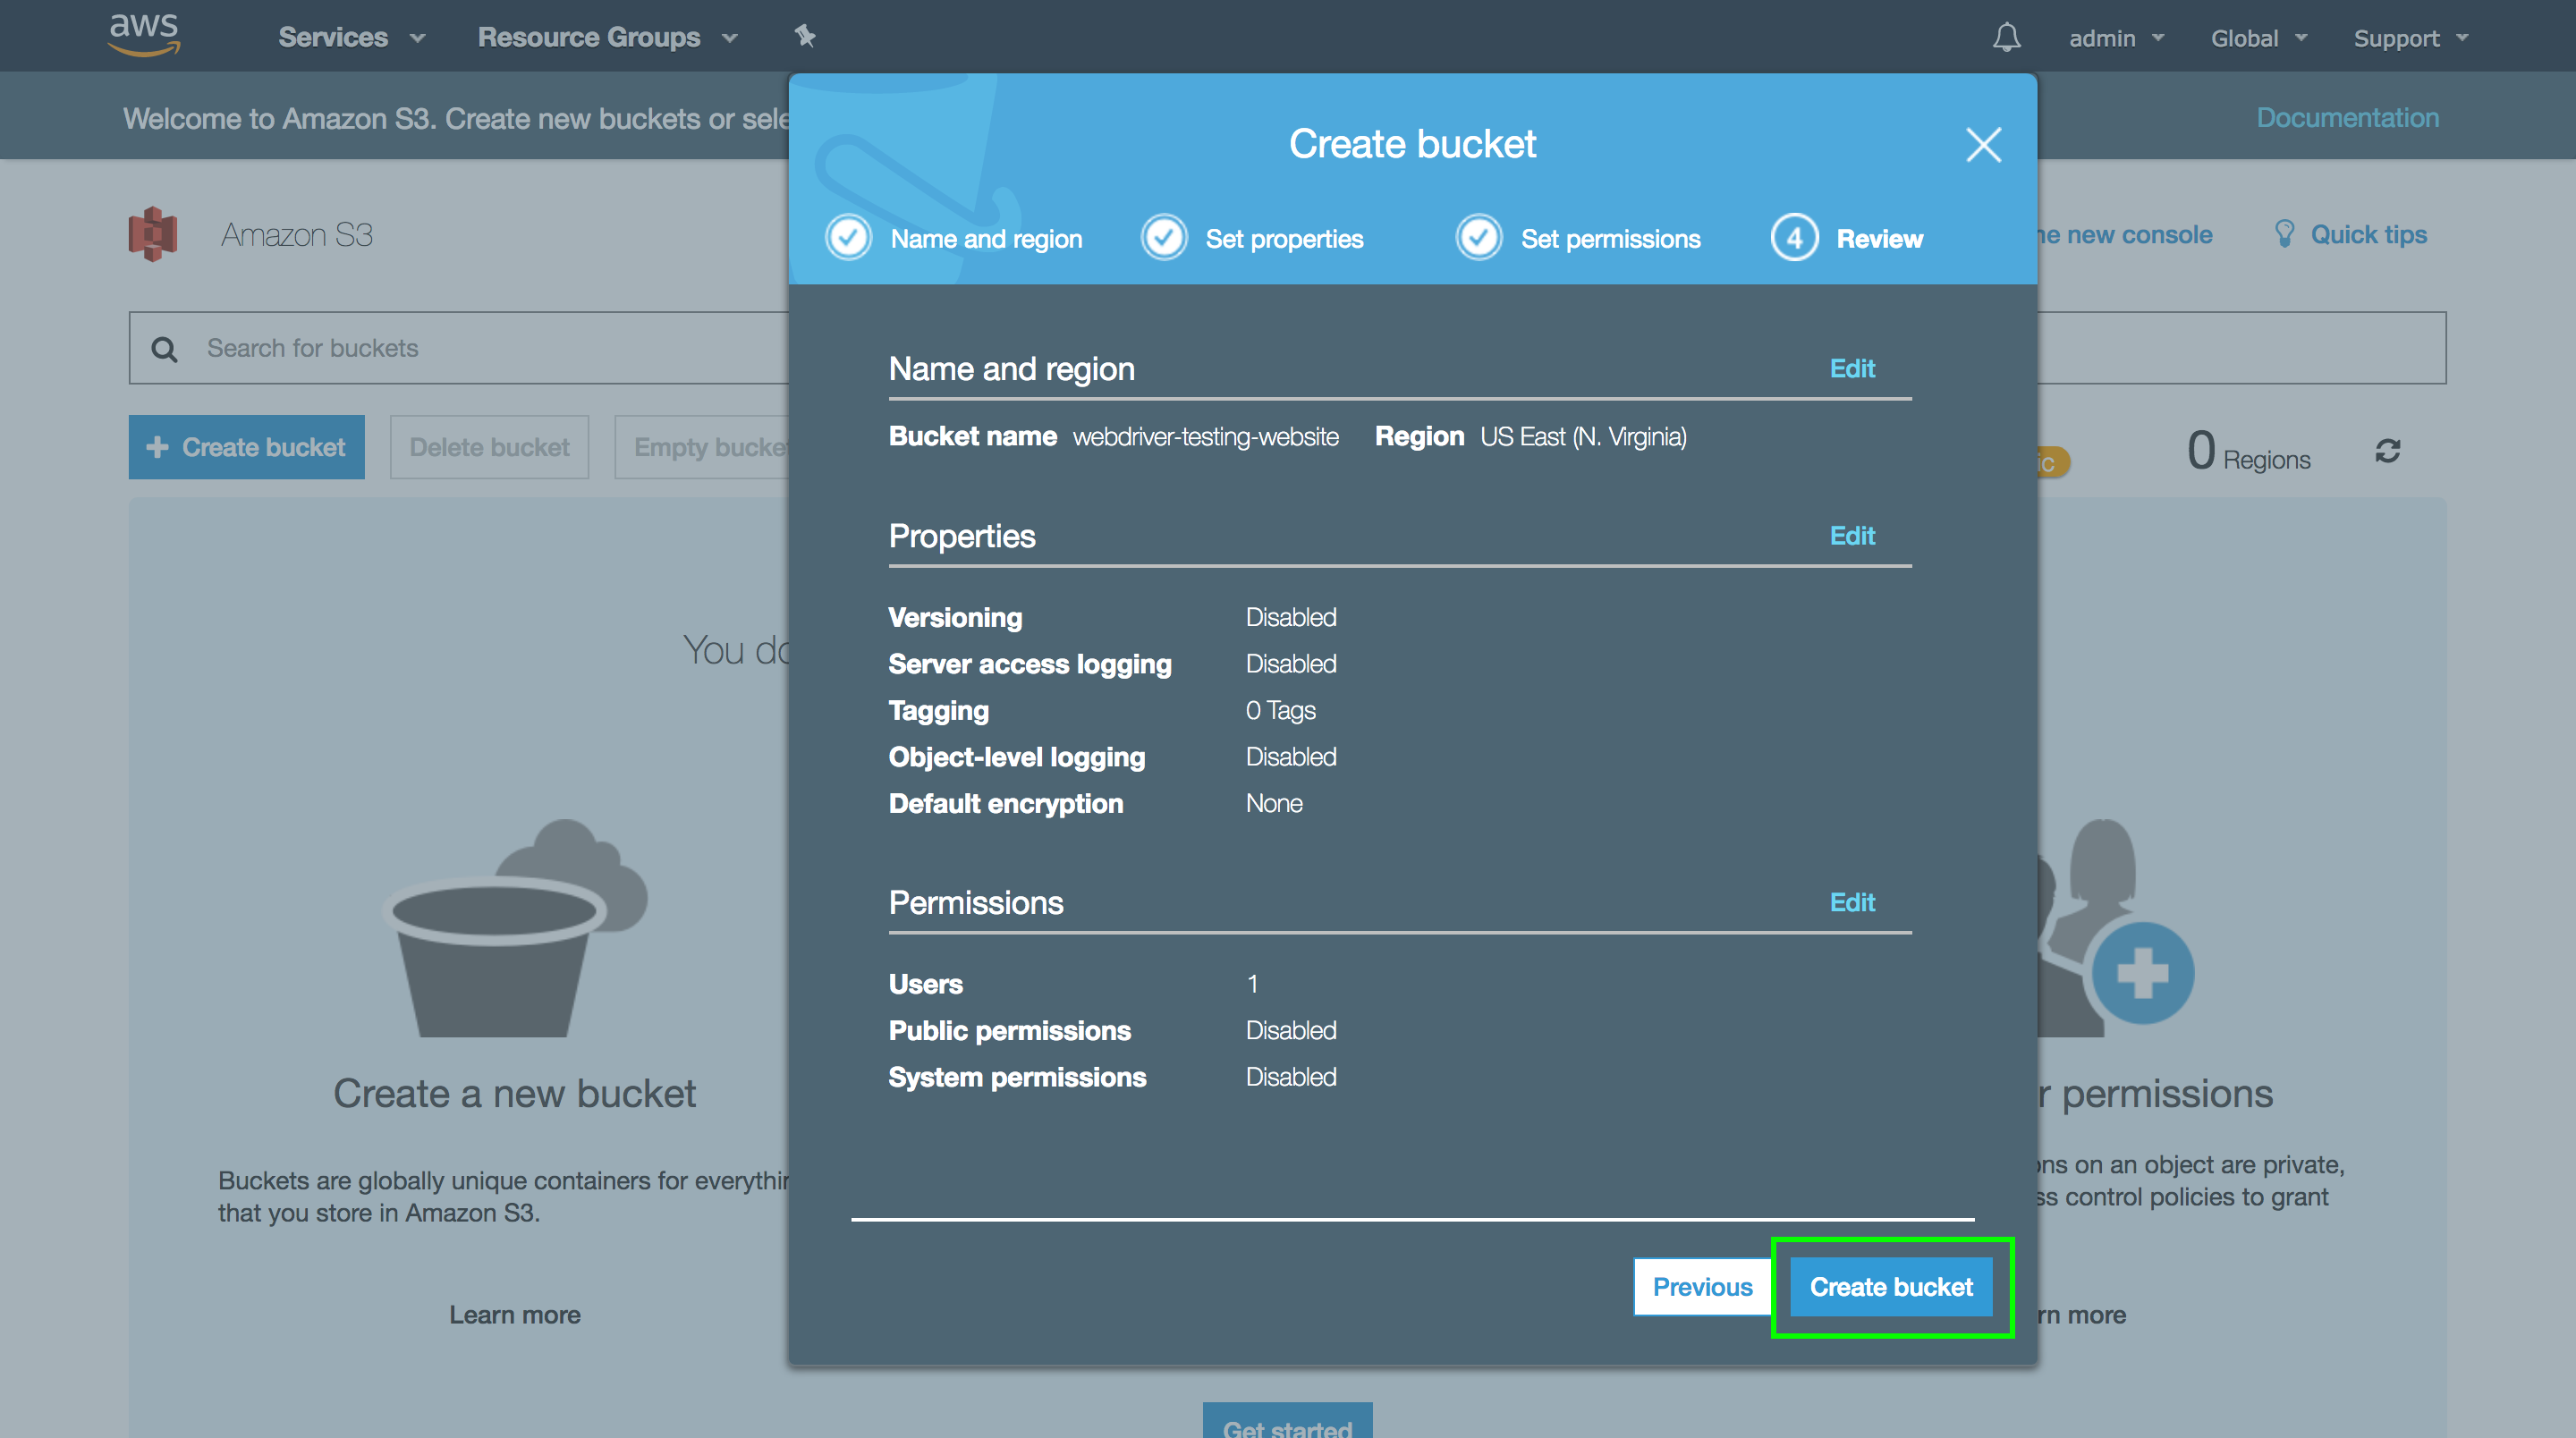 aws
Services
Resource Groups
admin
Global
Support
Welcome to Amazon S3. Create new buckets or sele
Documentation
Create bucket
Name and region
Set properties
Set permissions
4 Review
Amazon S3
he new console
Quick tips
Search for buckets
Create bucket
Delete bucket
Empty bucket
ic
0 Regions
Name and region
Edit
Bucket name webdriver-testing-website Region US East (N. Virginia)
Properties
Edit
Versioning Disabled
Server access logging Disabled
Tagging 0 Tags
Object-level logging Disabled
Default encryption None
You do
Permissions
Edit
Users 1
Public permissions Disabled
System permissions Disabled
Create a new bucket
r permissions
Buckets are globally unique containers for everythin
that you store in Amazon S3.
ons on an object are private,
ss control policies to grant
Learn more
rn more
Previous
Create bucket
Get started